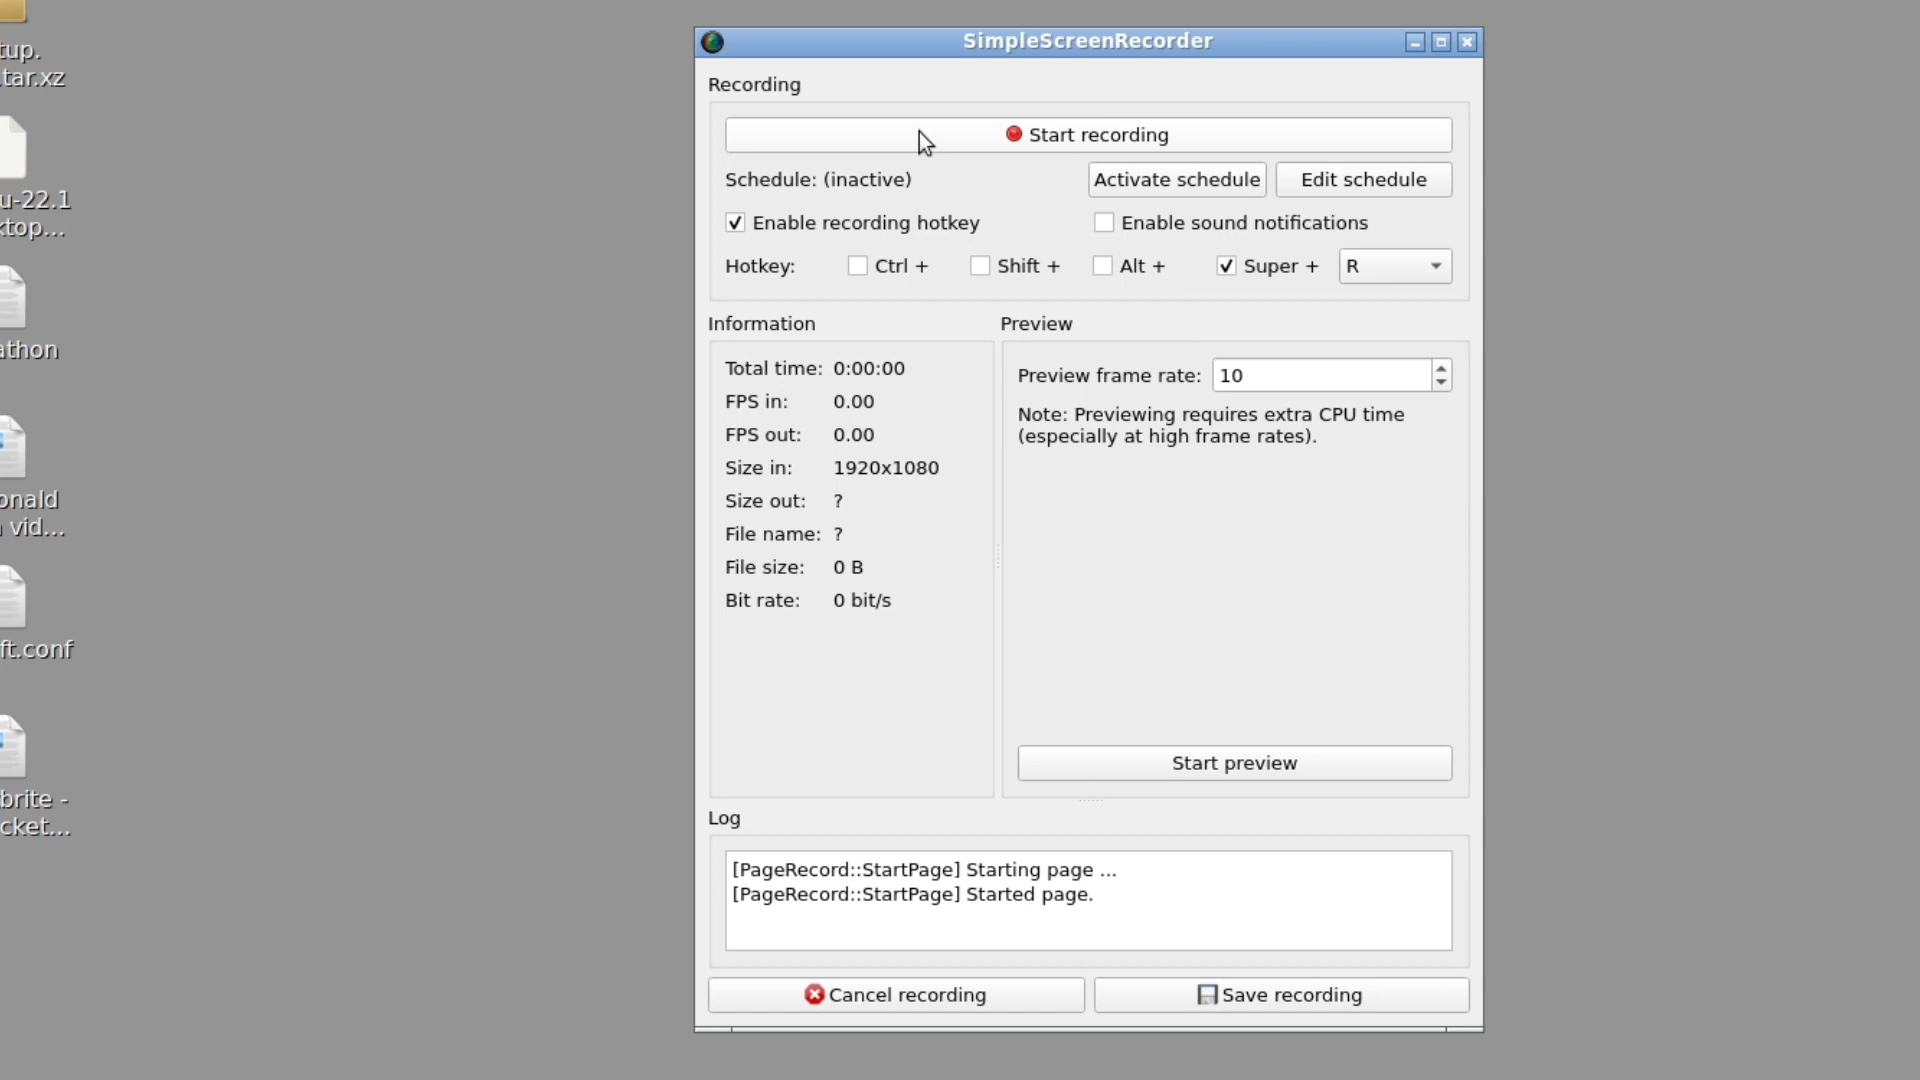 tup.
tar.xz
u-22.1
ktop...
athon
onald
vid...
ft.conf
brite -
cket...
SimpleScreenRecorder
Recording
Start recording
Schedule: (inactive)
Activate schedule
Edit schedule
Enable recording hotkey
Enable sound notifications
Hotkey: Ctrl + Shift + Alt + Super + R
Information
Total time: 0:00:00
FPS in: 0.00
FPS out: 0.00
Size in: 1920x1080
Size out: ?
File name: ?
File size: 0 B
Bit rate: 0 bit/s
Preview
Preview frame rate: 10
Note: Previewing requires extra CPU time
(especially at high frame rates).
Start preview
Log
[PageRecord::StartPage] Starting page ...
[PageRecord::StartPage] Started page.
Cancel recording
Save recording